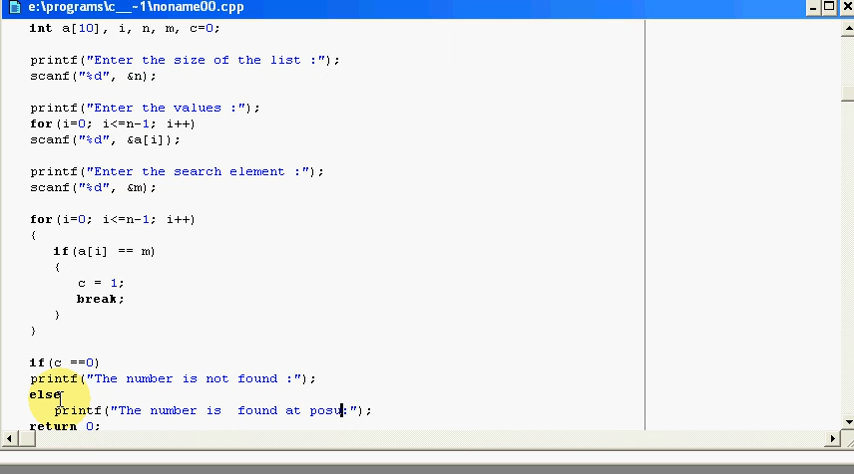 e:\programs\c__~1\noname00.cpp
int a[10], i, n, m, c=0;
printf("Enter the size of the list :");
scanf("%d", &n);
printf("Enter the values :");
for(i=0; i<=n-1; i++)
scanf("%d", &a[i]);
printf("Enter the search element :");
scanf("%d", &m);
for(i=0; i<=n-1; i++)
{
if(a[i] == m)
{
c = 1;
break;
}
}
if(c ==0)
printf("The number is not found :");
else
printf("The number is  found at posu:");
return 0;